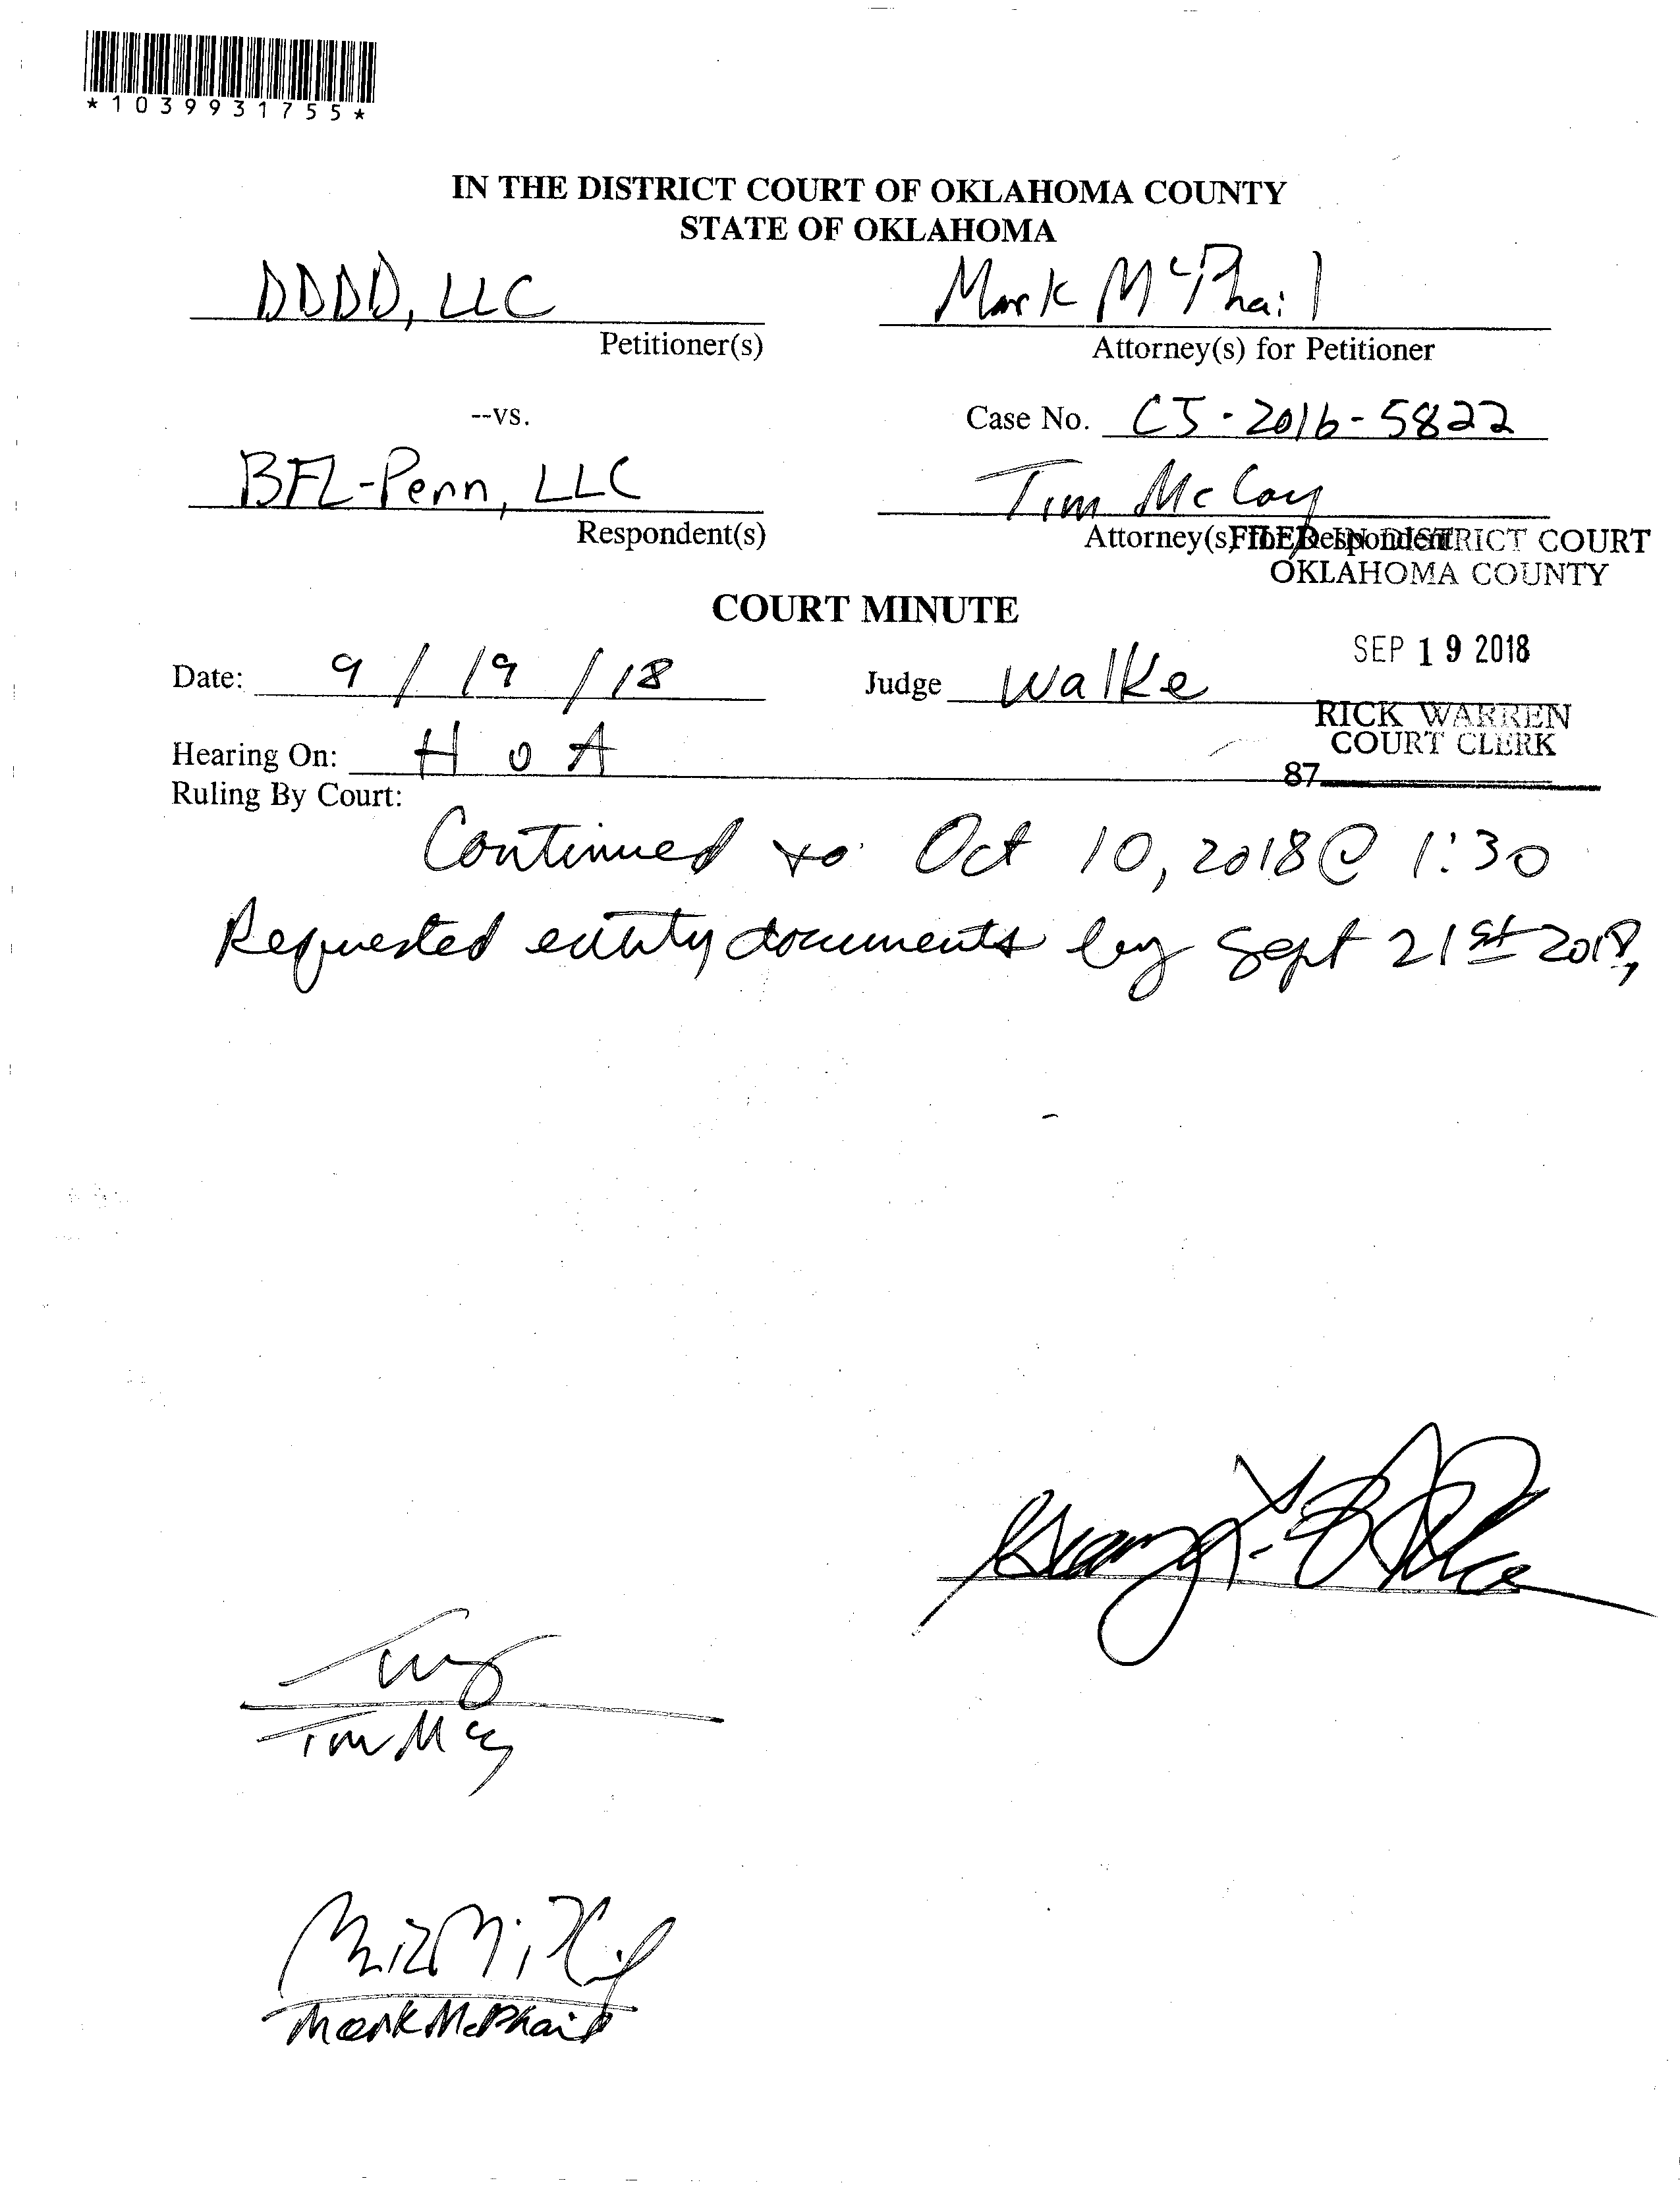 *1039931755*
IN THE DISTRICT COURT OF OKLAHOMA COUNTY
STATE OF OKLAHOMA
DDDD, LLC
Mark McPhail
Petitioner(s)
Attorney(s) for Petitioner
--vs.
Case No. CJ-2016-5822
BFL-Penn, LLC
Tim McCoy
Respondent(s)
Attorney(s) for Respondent
FILED IN DISTRICT COURT
OKLAHOMA COUNTY
COURT MINUTE
SEP 19 2018
Date: 9/19/18
Judge Walke
RICK WARREN
COURT CLERK
Hearing On: HoA
87
Ruling By Court:
Continued to Oct 10, 2018 @ 1:30
Requested entity documents by Sept 21st 2018,
Tim McCoy
Mark McPhail